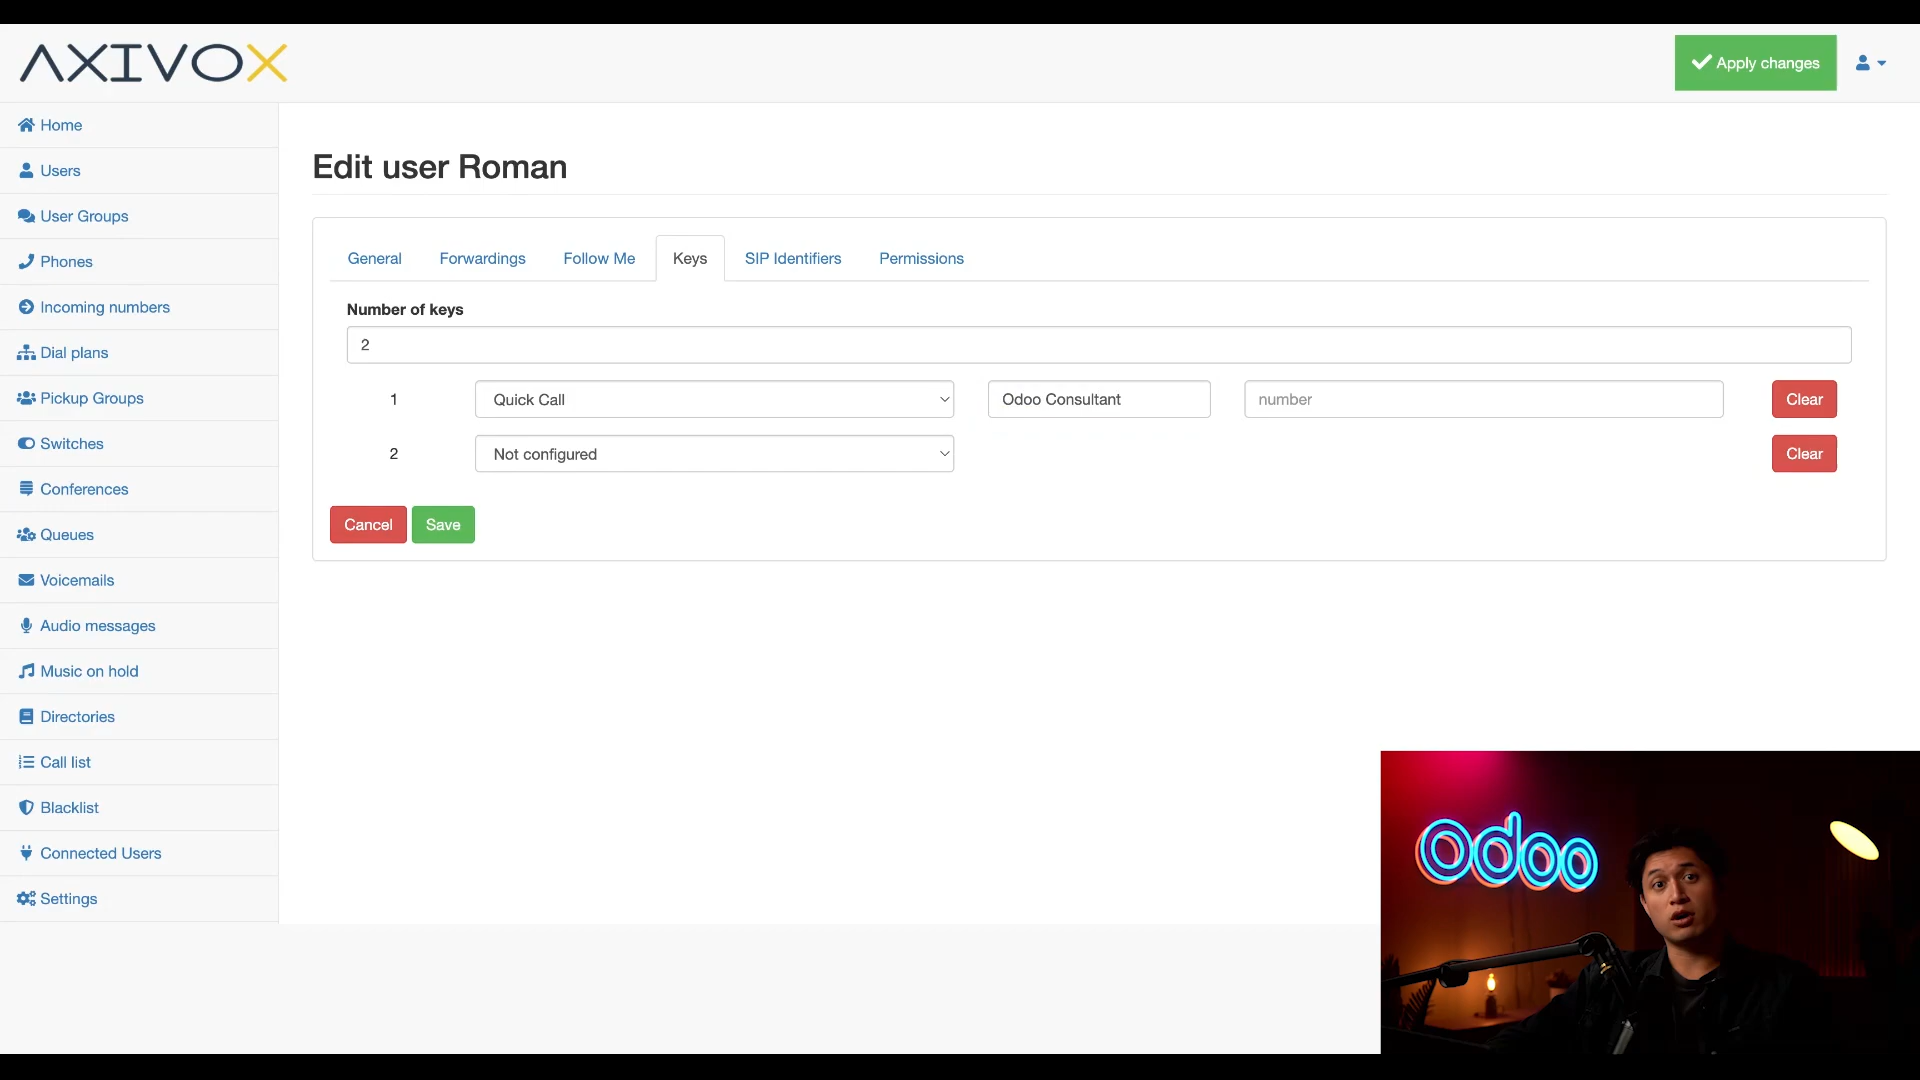 AXIVOX
Apply changes
Home
Users
User Groups
Phones
Incoming numbers
Dial plans
Pickup Groups
Switches
Conferences
Queues
Voicemails
Audio messages
Music on hold
Directories
Call list
Blacklist
Connected Users
Settings
Edit user Roman
General Forwardings Follow Me Keys SIP Identifiers Permissions
Number of keys
2
1 Quick Call Odoo Consultant number Clear
2 Not configured Clear
Cancel Save
odoo